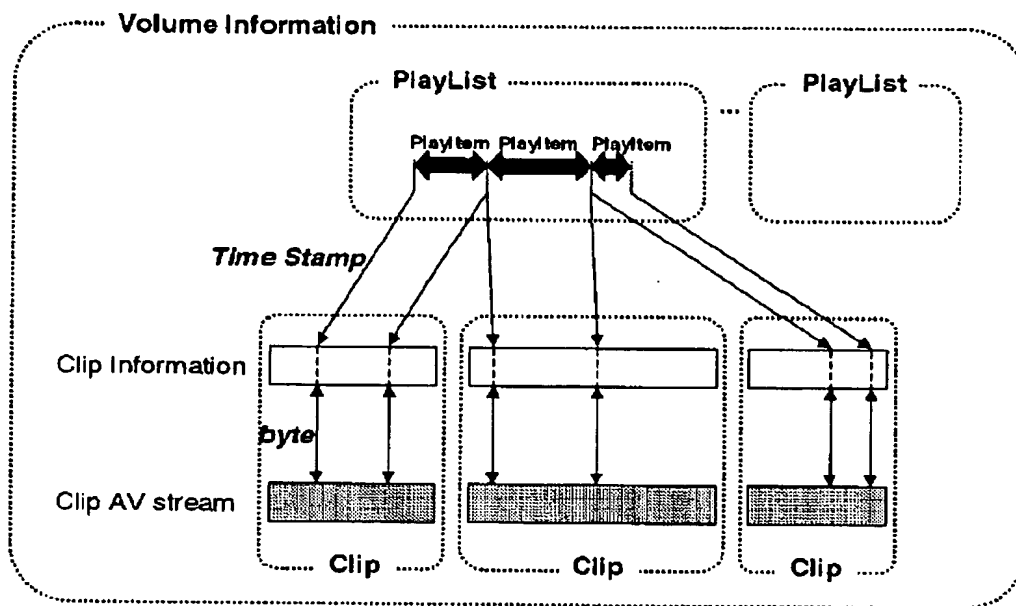 Volume Information
PlayList
...
PlayList
PlayItem PlayItem PlayItem
Time Stamp
Clip Information
byte
Clip AV stream
Clip
Clip
Clip